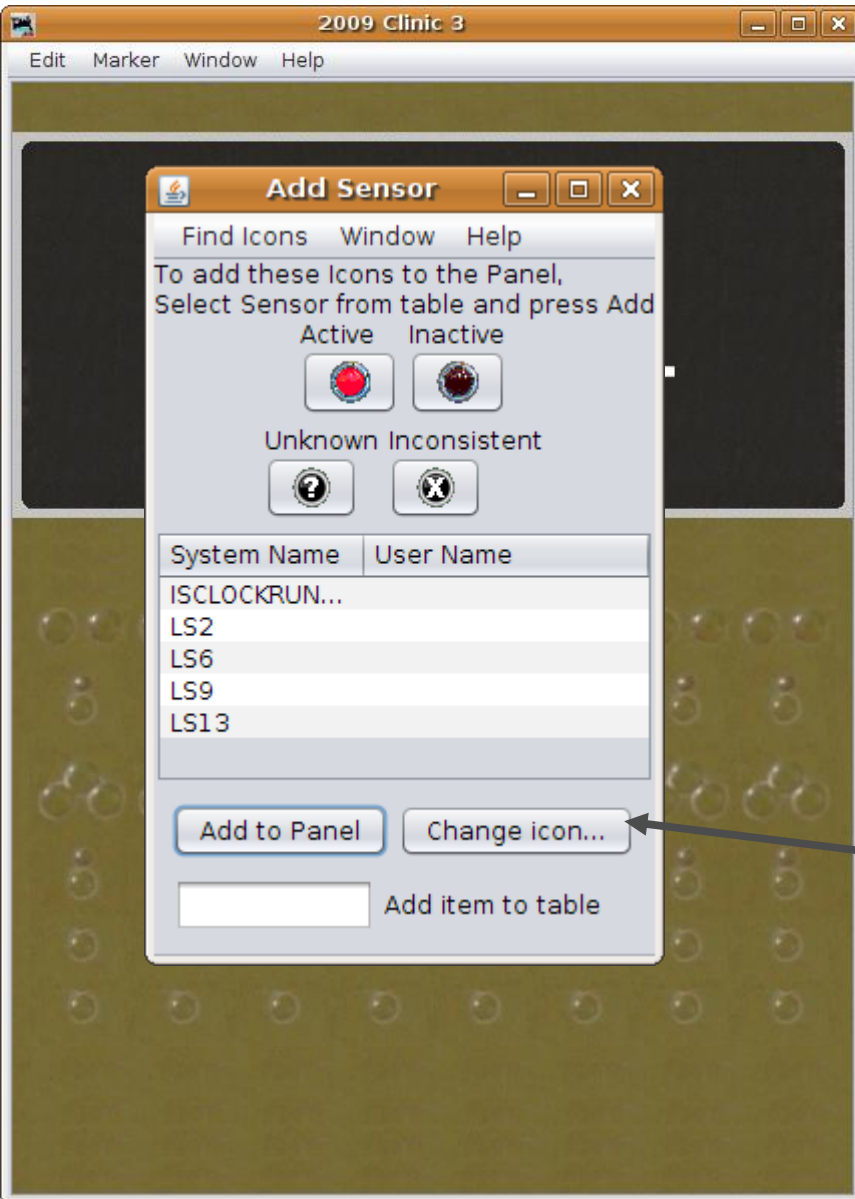 2009 Clinic 3
Edit Marker Window Help
Add Sensor
Find Icons Window Help
To add these Icons to the Panel,
Select Sensor from table and press Add
Active Inactive
Unknown Inconsistent
? X
System Name User Name
ISCLOCKRUN...
LS2
LS6
LS9
LS13
Add to Panel Change icon...
Add item to table